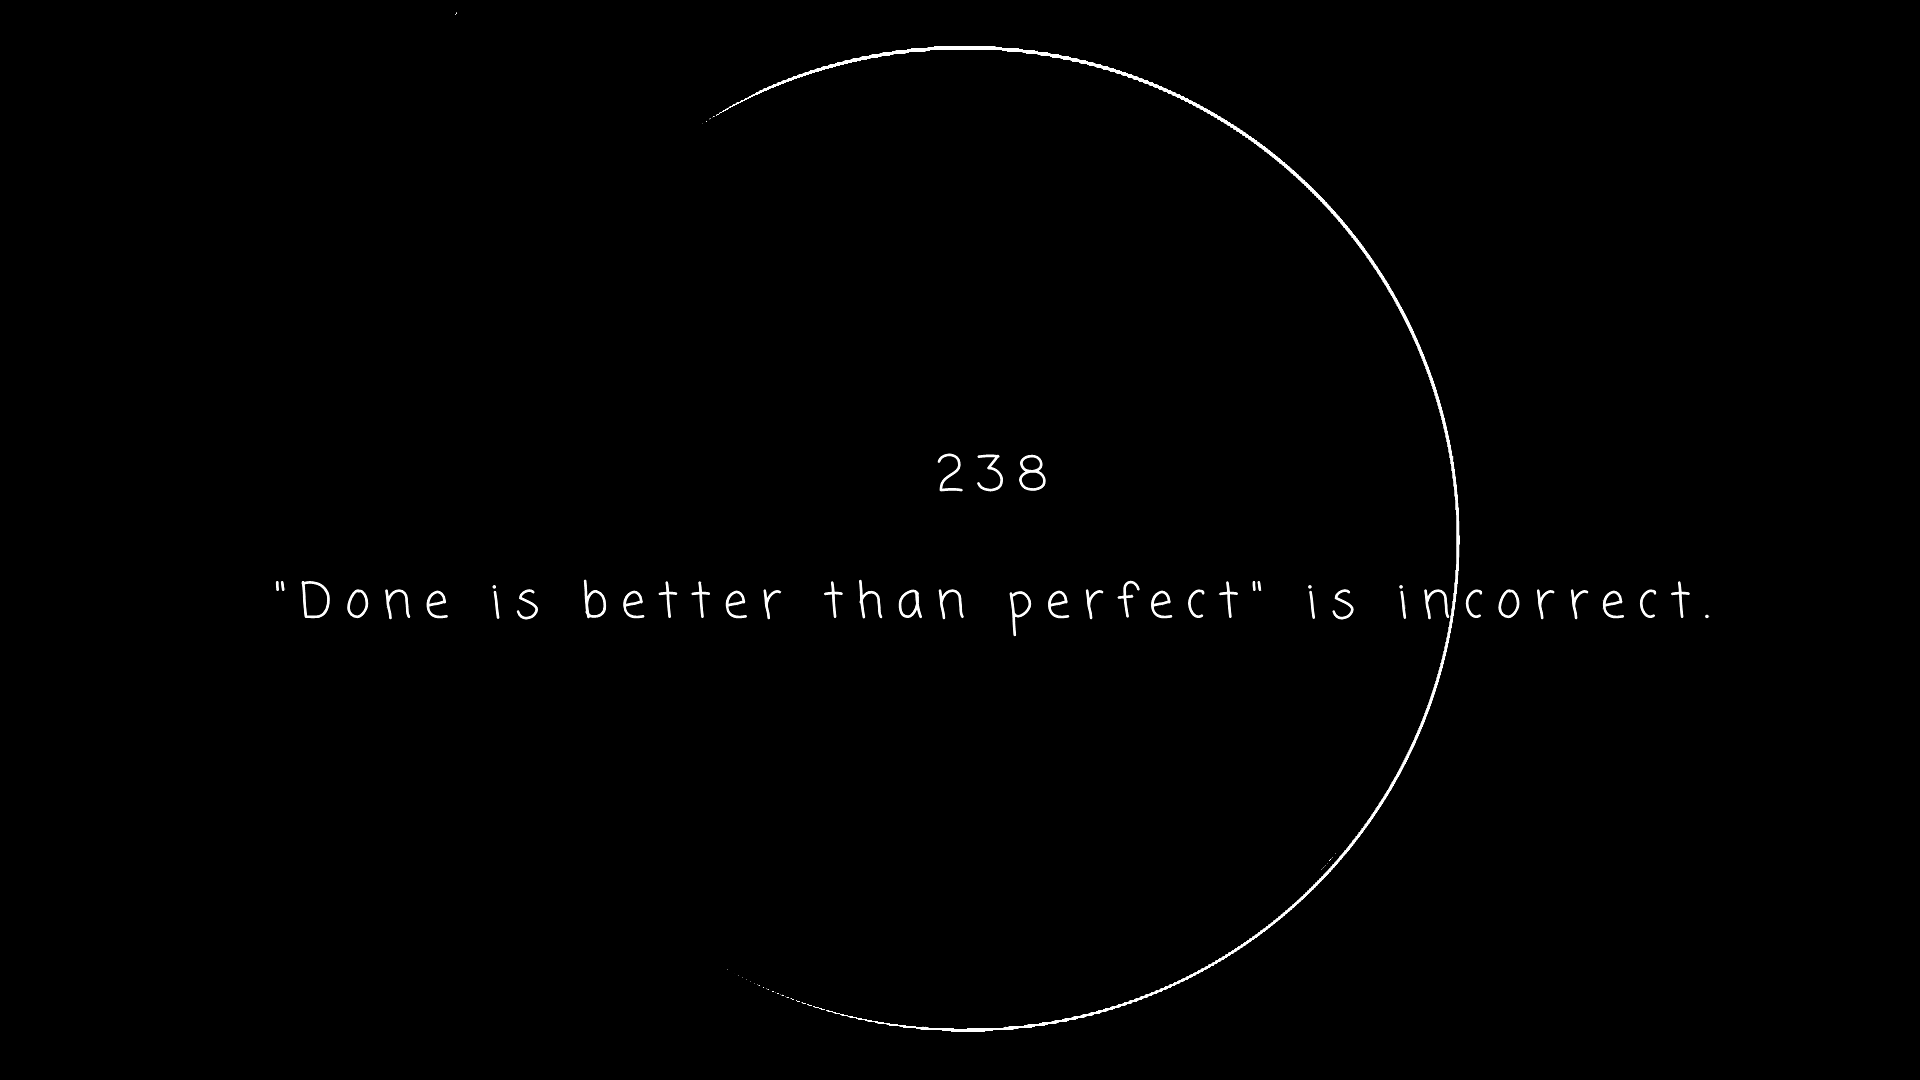 238
"Done is better than perfect" is incorrect.